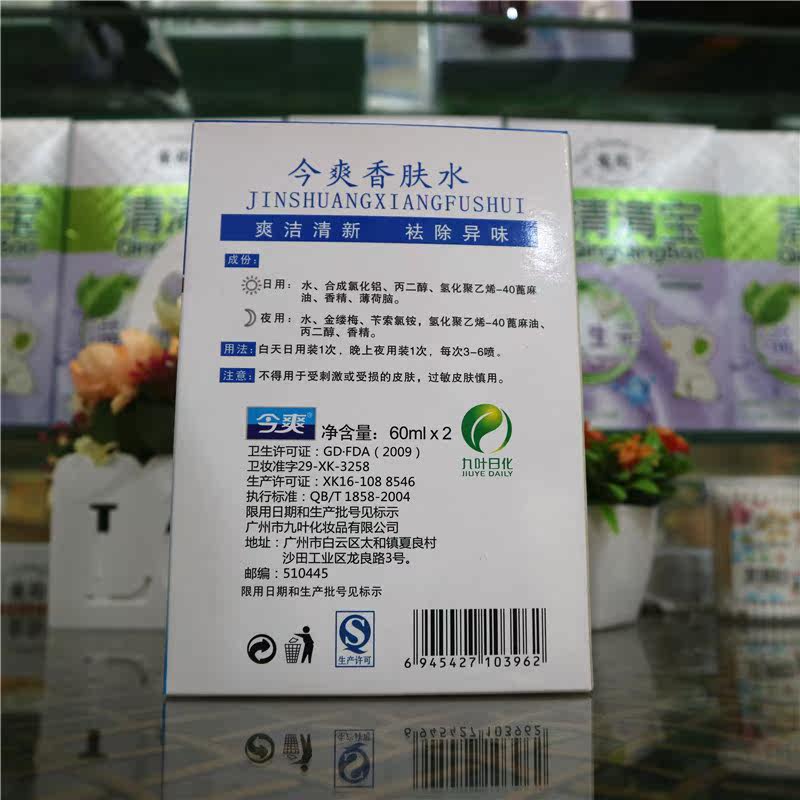 今爽香肤水
JINSHUANGXIANGFUSHUI
爽洁清新 祛除异味
成份：
日用：水、合成氯化铝、丙二醇、氢化聚乙烯-40蓖麻
油、香精、薄荷脑。
夜用：水、金缕梅、苄索氯铵，氢化聚乙烯-40蓖麻油、
丙二醇、香精。
用法：白天日用装1次，晚上夜用装1次，每次3-6喷。
注意：不得用于受刺激或受损的皮肤，过敏皮肤慎用。
今爽® 净含量：60ml x 2
九叶日化
JIUYE DAILY
卫生许可证：GD·FDA（2009）
卫妆准字29-XK-3258
生产许可证：XK16-108 8546
执行标准：QB/T 1858-2004
限用日期和生产批号见标示
广州市九叶化妆品有限公司
地址：广州市白云区太和镇夏良村
沙田工业区龙良路3号。
邮编：510445
限用日期和生产批号见标示
生产许可
6 945427 103962
清清宝
QingQingBao
清清宝
QingQingBao